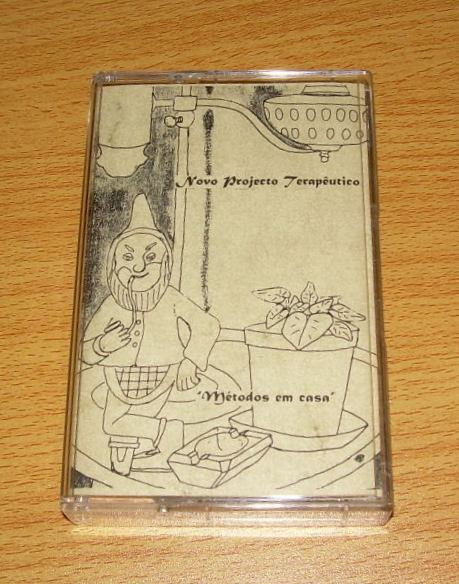 Novo Projecto Terapêutico
"Métodos em casa"